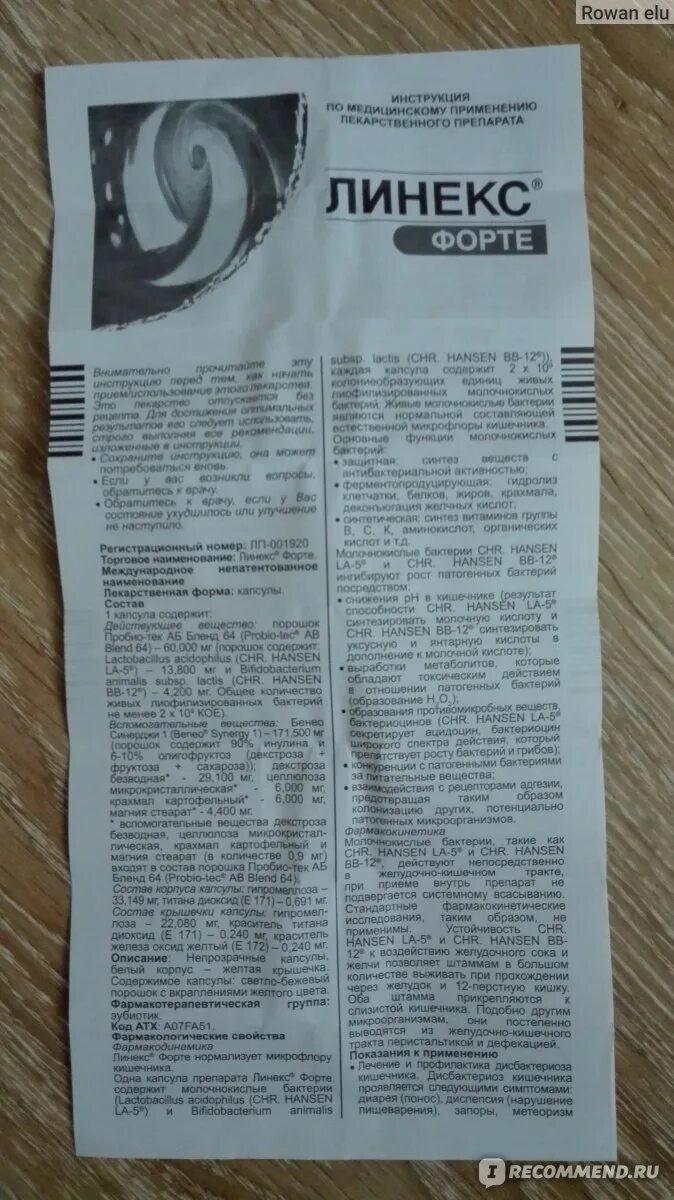 Rowan elu
ИНСТРУКЦИЯ
ПО МЕДИЦИНСКОМУ ПРИМЕНЕНИЮ
ЛЕКАРСТВЕННОГО ПРЕПАРАТА
ЛИНЕКС®
ФОРТЕ
Внимательно прочитайте эту
инструкцию перед тем, как начать
прием/использование этого лекарства.
Это лекарство отпускается без
рецепта. Для достижения оптимальных
результатов его следует использовать,
строго выполняя все рекомендации,
изложенные в инструкции.
• Сохраните инструкцию, она может
потребоваться вновь.
• Если у вас возникли вопросы,
обратитесь к врачу.
• Обратитесь к врачу, если у Вас
состояние ухудшилось или улучшение
не наступило.
Регистрационный номер: ЛП-001920
Торговое наименование: Линекс® Форте.
Международное непатентованное
наименование
Лекарственная форма: капсулы.
Состав
1 капсула содержит:
Действующее вещество: порошок
Пробио-тек АБ Бленд 64 (Probio-tec® AB
Blend 64) – 60,000 мг (порошок содержит:
Lactobacillus acidophilus (CHR. HANSEN
LA-5®) – 13,800 мг и Bifidobacterium
animalis subsp. lactis (CHR. HANSEN
BB-12®) – 4,200 мг. Общее количество
живых лиофилизированных бактерий
не менее 2 x 10⁹ КОЕ).
Вспомогательные вещества: Бенео
Синерджи 1 (Beneo® Synergy 1) – 171,500 мг
(порошок содержит 90% инулина и
6-10% олигофруктоз (декстроза +
фруктоза + сахароза)); декстроза
безводная* - 29,100 мг, целлюлоза
микрокристаллическая* - 6,000 мг,
крахмал картофельный* - 6,000 мг,
магния стеарат* - 4,400 мг.
* вспомогательные вещества декстроза
безводная, целлюлоза микрокристал-
лическая, крахмал картофельный и
магния стеарат (в количестве 0,9 мг)
входят в состав порошка Пробио-тек АБ
Бленд 64 (Probio-tec® AB Blend 64).
Состав корпуса капсулы: гипромеллоза –
33,149 мг, титана диоксид (Е 171) – 0,691 мг.
Состав крышечки капсулы: гипромел-
лоза – 22,080 мг, краситель титана
диоксид (Е 171) – 0,240 мг, краситель
железа оксид желтый (Е 172) – 0,240 мг.
Описание: Непрозрачные капсулы,
белый корпус – желтая крышечка.
Содержимое капсулы: светло-бежевый
порошок с вкраплениями желтого цвета.
Фармакотерапевтическая группа:
эубиотик.
Код АТХ: A07FA51.
Фармакологические свойства
Фармакодинамика
Линекс® Форте нормализует микрофлору
кишечника.
Одна капсула препарата Линекс® Форте
содержит молочнокислые бактерии
(Lactobacillus acidophilus (CHR. HANSEN
LA-5®) и Bifidobacterium animalis
subsp. lactis (CHR. HANSEN BB-12®)),
каждая капсула содержит 2 x 10⁹
колониеобразующих единиц живых
лиофилизированных молочнокислых
бактерий. Живые молочнокислые бактерии
являются нормальной составляющей
естественной микрофлоры кишечника.
Основные функции молочнокислых
бактерий:
• защитная: синтез веществ с
антибактериальной активностью;
• ферментопродуцирующая: гидролиз
клетчатки, белков, жиров, крахмала,
деконъюгация желчных кислот;
• синтетическая: синтез витаминов группы
В, С, К, аминокислот, органических
кислот и т.д.
Молочнокислые бактерии CHR. HANSEN
LA-5® и CHR. HANSEN BB-12®
ингибируют рост патогенных бактерий
посредством:
• снижения pH в кишечнике (результат
способности CHR. HANSEN LA-5®
синтезировать молочную кислоту и
CHR. HANSEN BB-12® синтезировать
уксусную и янтарную кислоты в
дополнение к молочной кислоте);
• выработки метаболитов, которые
обладают токсическим действием
в отношении патогенных бактерий
(образование H₂O₂);
• образования противомикробных веществ,
бактериоцинов (CHR. HANSEN LA-5®
секретирует ацидоцин, бактериоцин
широкого спектра действия, который
препятствует росту бактерий и грибов);
• конкуренции с патогенными бактериями
за питательные вещества;
• взаимодействия с рецепторами адгезии,
предотвращая таким образом
колонизацию других, потенциально
патогенных микроорганизмов.
Фармакокинетика
Молочнокислые бактерии, такие как
CHR. HANSEN LA-5® и CHR. HANSEN
BB-12®, действуют непосредственно
в желудочно-кишечном тракте,
при приеме внутрь препарат не
подвергается системному всасыванию.
Стандартные фармакокинетические
исследования, таким образом, не
применимы. Устойчивость CHR.
HANSEN LA-5® и CHR. HANSEN BB-
12® к воздействию желудочного сока и
желчи позволяет штаммам в большом
количестве выживать при прохождении
через желудок и 12-перстную кишку.
Оба штамма прикрепляются к
слизистой кишечника. Подобно другим
микроорганизмам, они постепенно
выводятся из желудочно-кишечного
тракта перистальтикой и дефекацией.
Показания к применению
• Лечение и профилактика дисбактериоза
кишечника. Дисбактериоз кишечника
проявляется следующими симптомами:
диарея (понос), диспепсия (нарушение
пищеварения), запоры, метеоризм
IRECOMMEND.RU